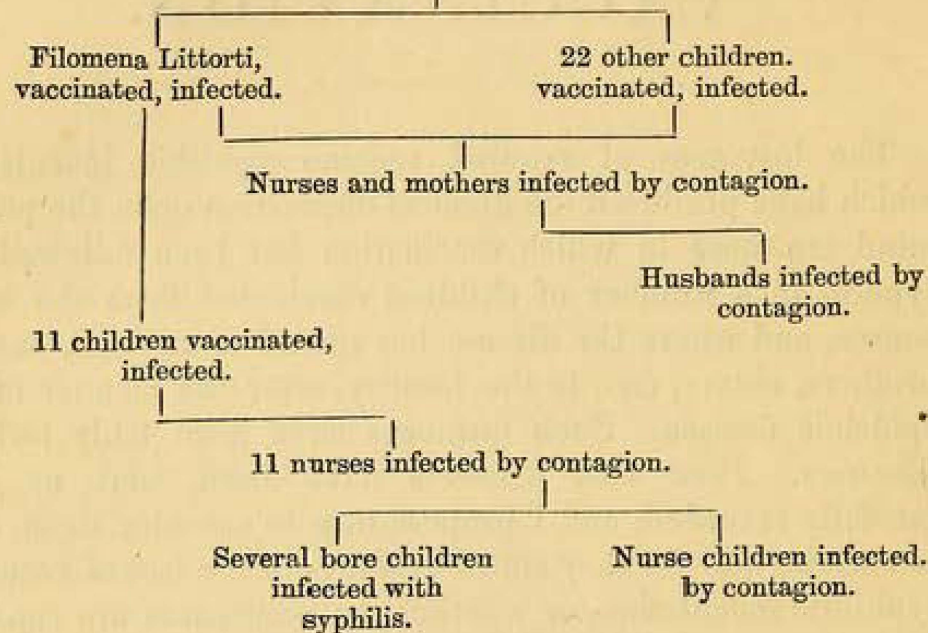 Filomena Littorti,
vaccinated, infected.
22 other children.
vaccinated, infected.
Nurses and mothers infected by contagion.
Husbands infected by
contagion.
11 children vaccinated,
infected.
11 nurses infected by contagion.
Several bore children
infected with
syphilis.
Nurse children infected.
by contagion.